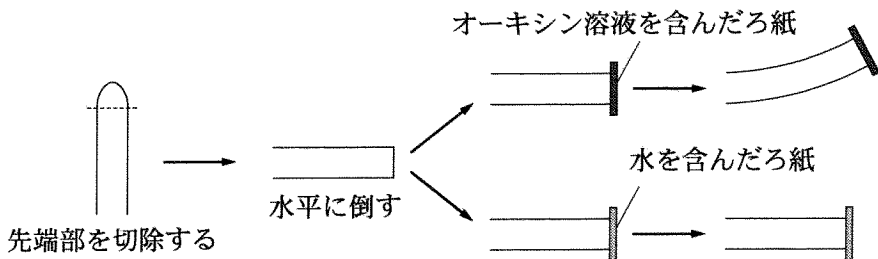 オーキシン溶液を含んだろ紙
水を含んだろ紙
水平に倒す
先端部を切除する